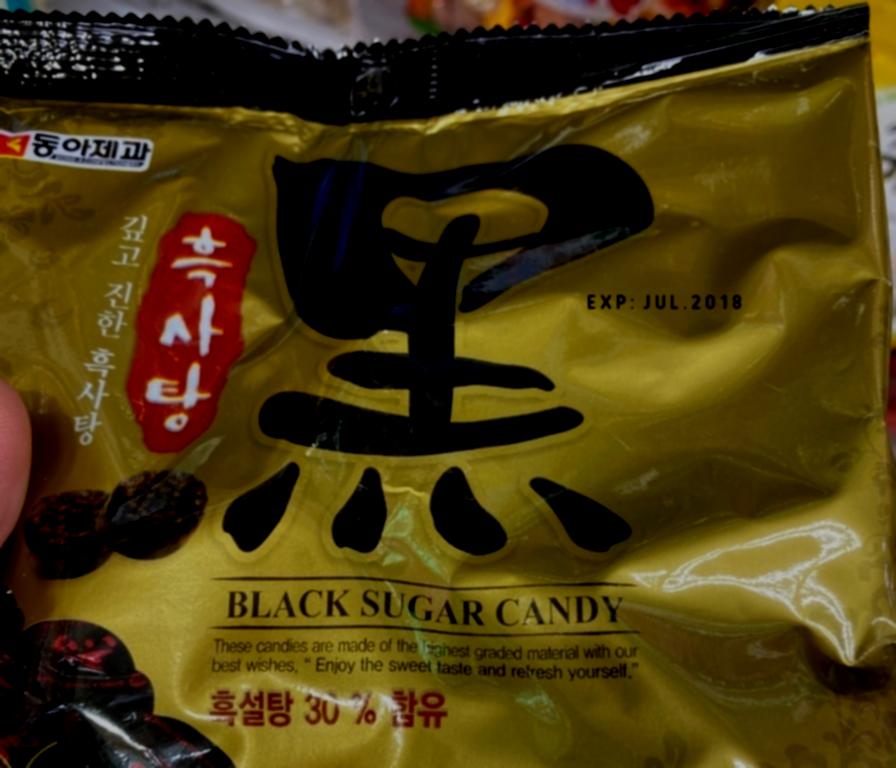 동아제과
黑
흑사탕
깊고 진한 흑사탕
EXP: JUL.2018
BLACK SUGAR CANDY
These candies are made of the highest graded material with our
best wishes, “ Enjoy the sweet taste and refresh yourself.”
흑설탕 30 % 함유